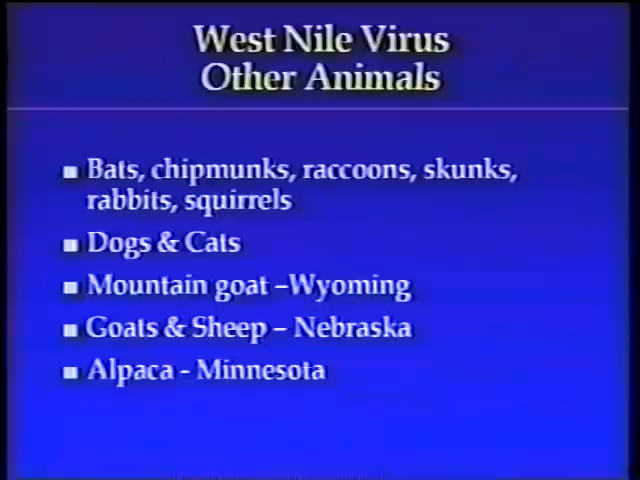 West Nile Virus
Other Animals
■ Bats, chipmunks, raccoons, skunks,
rabbits, squirrels
■ Dogs & Cats
■ Mountain goat –Wyoming
■ Goats & Sheep – Nebraska
■ Alpaca - Minnesota